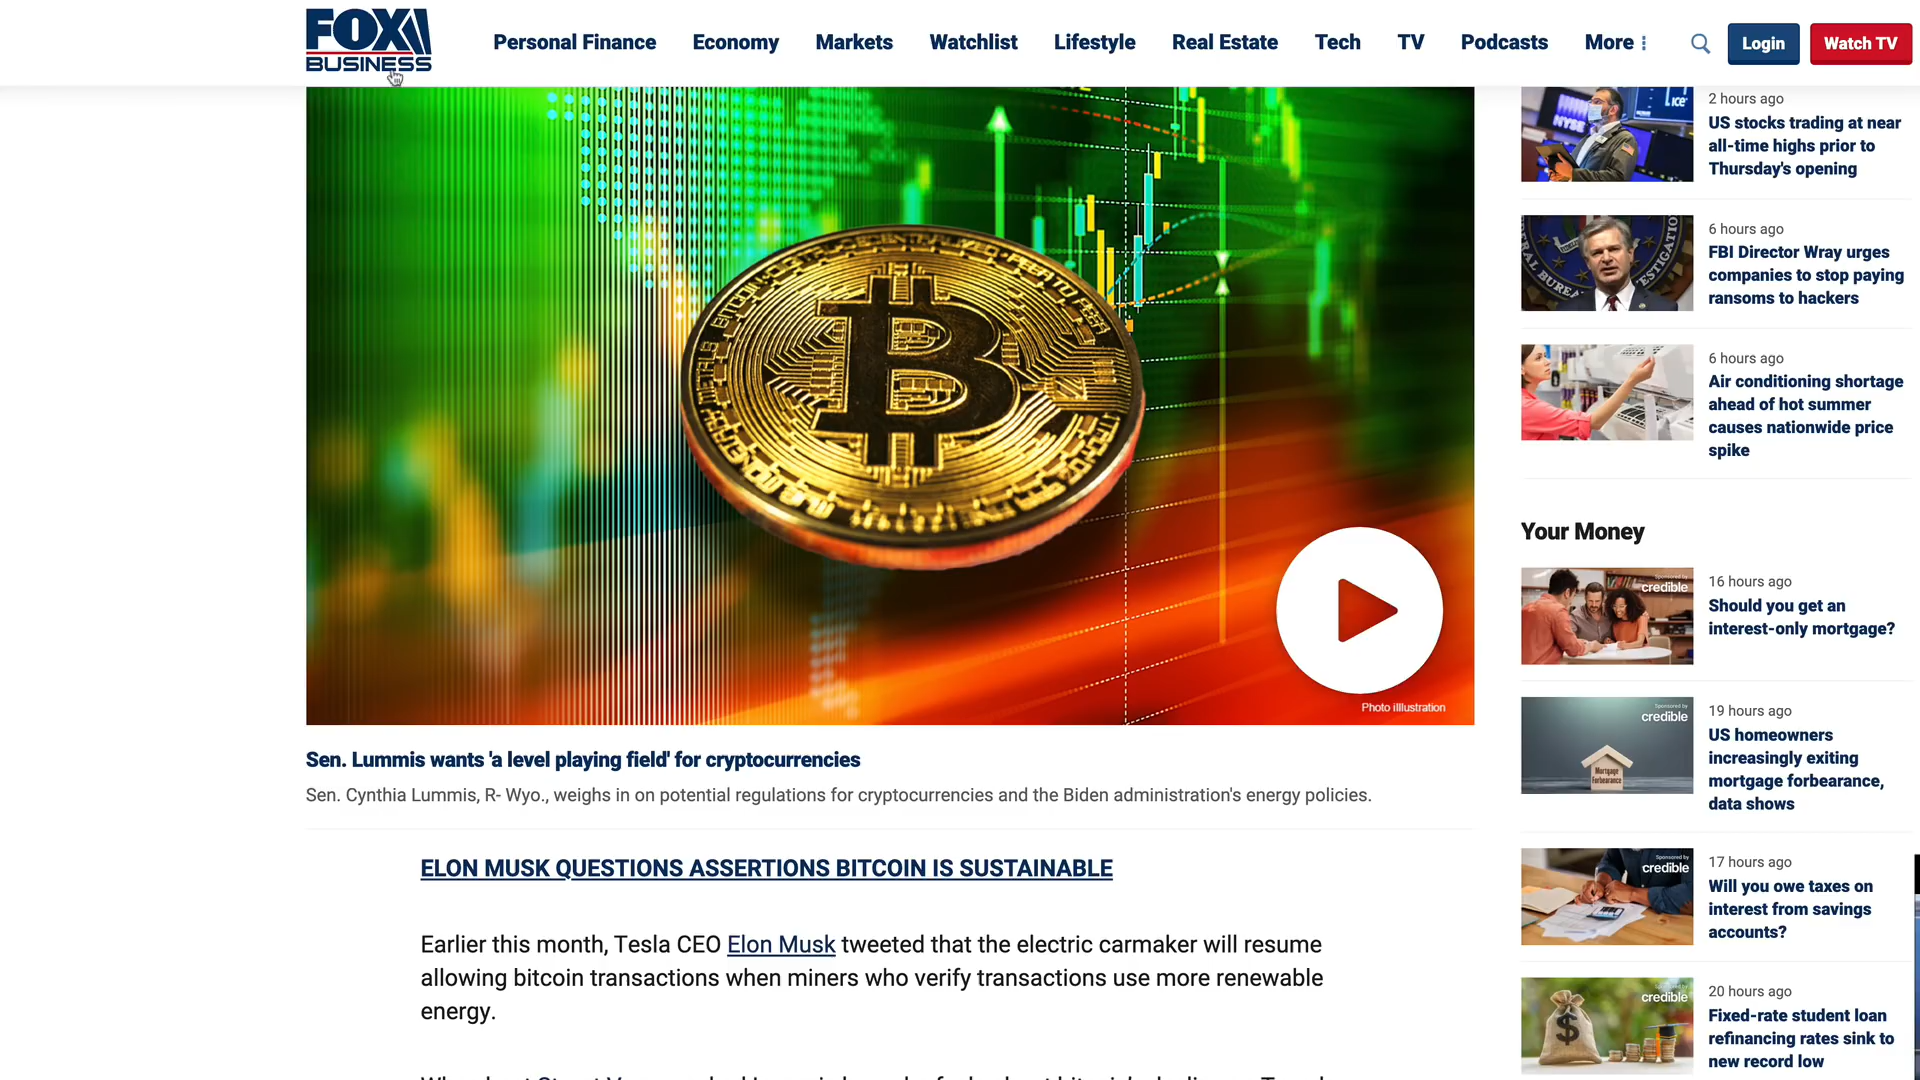 FOX
BUSINESS
Personal Finance
Economy
Markets
Watchlist
Lifestyle
Real Estate
Tech
TV
Podcasts
More
Login
Watch TV
Photo illlustration
Sen. Lummis wants 'a level playing field' for cryptocurrencies
Sen. Cynthia Lummis, R- Wyo., weighs in on potential regulations for cryptocurrencies and the Biden administration's energy policies.
ELON MUSK QUESTIONS ASSERTIONS BITCOIN IS SUSTAINABLE
Earlier this month, Tesla CEO Elon Musk tweeted that the electric carmaker will resume
allowing bitcoin transactions when miners who verify transactions use more renewable
energy.
2 hours ago
US stocks trading at near
all-time highs prior to
Thursday's opening
6 hours ago
FBI Director Wray urges
companies to stop paying
ransoms to hackers
6 hours ago
Air conditioning shortage
ahead of hot summer
causes nationwide price
spike
Your Money
Sponsored by
credible
16 hours ago
Should you get an
interest-only mortgage?
Sponsored by
credible
Mortgage
Forbearance
19 hours ago
US homeowners
increasingly exiting
mortgage forbearance,
data shows
Sponsored by
credible
17 hours ago
Will you owe taxes on
interest from savings
accounts?
credible
20 hours ago
Fixed-rate student loan
refinancing rates sink to
new record low